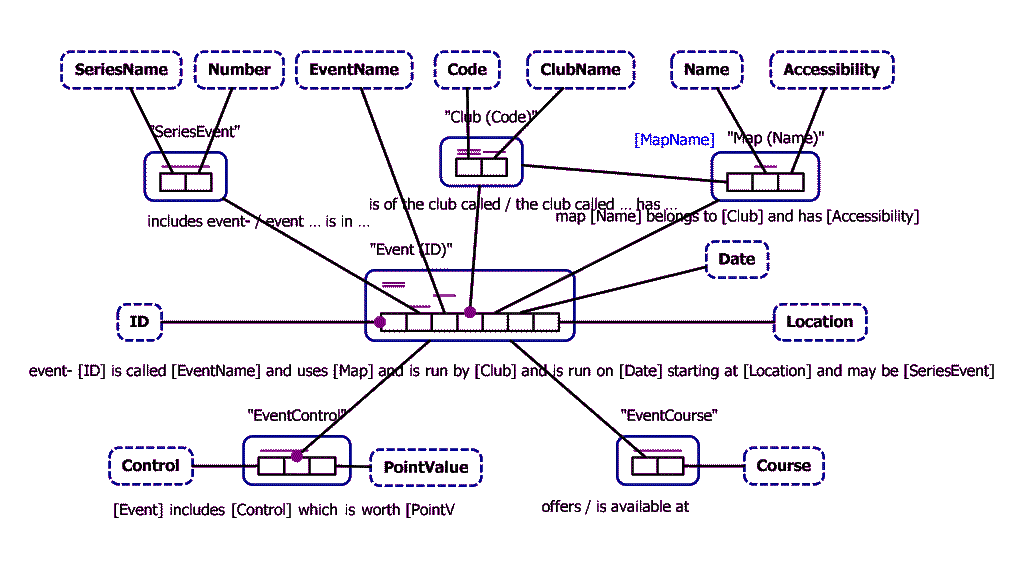 SeriesName Number EventName Code ClubName Name Accessibility
"SeriesEvent" "Club (Code)" [MapName] "Map (Name)"
includes event- / event ... is in ...
is of the club called / the club called ... has ...
map [Name] belongs to [Club] and has [Accessibility]
"Event (ID)"
Date
ID
Location
event- [ID] is called [EventName] and uses [Map] and is run by [Club] and is run on [Date] starting at [Location] and may be [SeriesEvent]
"EventControl" "EventCourse"
Control PointValue Course
[Event] includes [Control] which is worth [PointV
offers / is available at